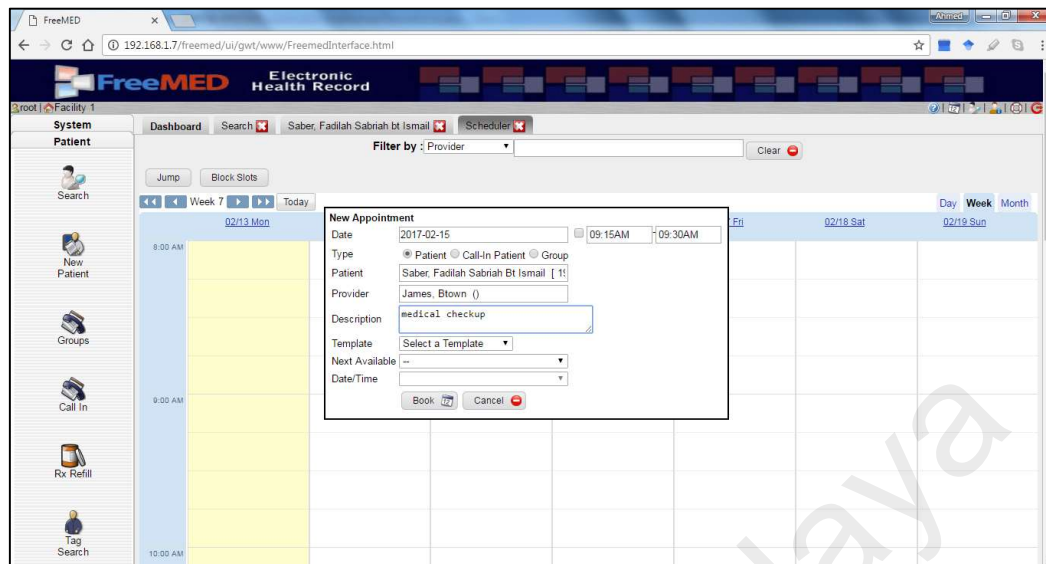 FreeMED
Ahmed
192.168.1.7/freemed/ui/gwt/www/FreemedInterface.html
FreeMED Electronic Health Record
root | Facility 1
System
Patient
Search
New Patient
Groups
Call In
Rx Refill
Tag Search
Dashboard Search Saber, Fadilah Sabriah bt Ismail Scheduler
Filter by : Provider Clear
Jump Block Slots
Week 7 Today Day Week Month
02/13 Mon Fri 02/18 Sat 02/19 Sun
8:00 AM
9:00 AM
10:00 AM
New Appointment
Date 2017-02-15 09:15AM - 09:30AM
Type Patient Call-In Patient Group
Patient Saber, Fadilah Sabriah Bt Ismail [ 19
Provider James, Btown ()
Description medical checkup
Template Select a Template
Next Available --
Date/Time
Book Cancel
laya